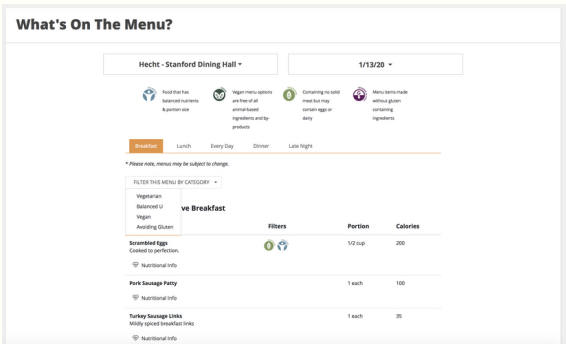 What's On The Menu?
Hecht - Stanford Dining Hall
1/13/20
Food that has
balanced nutrients
& portion size
Vegan menu options
are free of all
animal-based
ingredients and by-
products
Containing no solid
meat but may
contain eggs or
dairy
Menu items made
without gluten
containing
ingredients
Breakfast Lunch Every Day Dinner Late Night
* Please note, menus may be subject to change.
FILTER THIS MENU BY CATEGORY
Vegetarian
Balanced U
Vegan
Avoiding Gluten
ve Breakfast
Filters Portion Calories
Scrambled Eggs 1/2 cup 200
Cooked to perfection.
Nutritional Info
Pork Sausage Patty 1 each 100
Nutritional Info
Turkey Sausage Links 1 each 35
Mildly spiced breakfast links
Nutritional Info